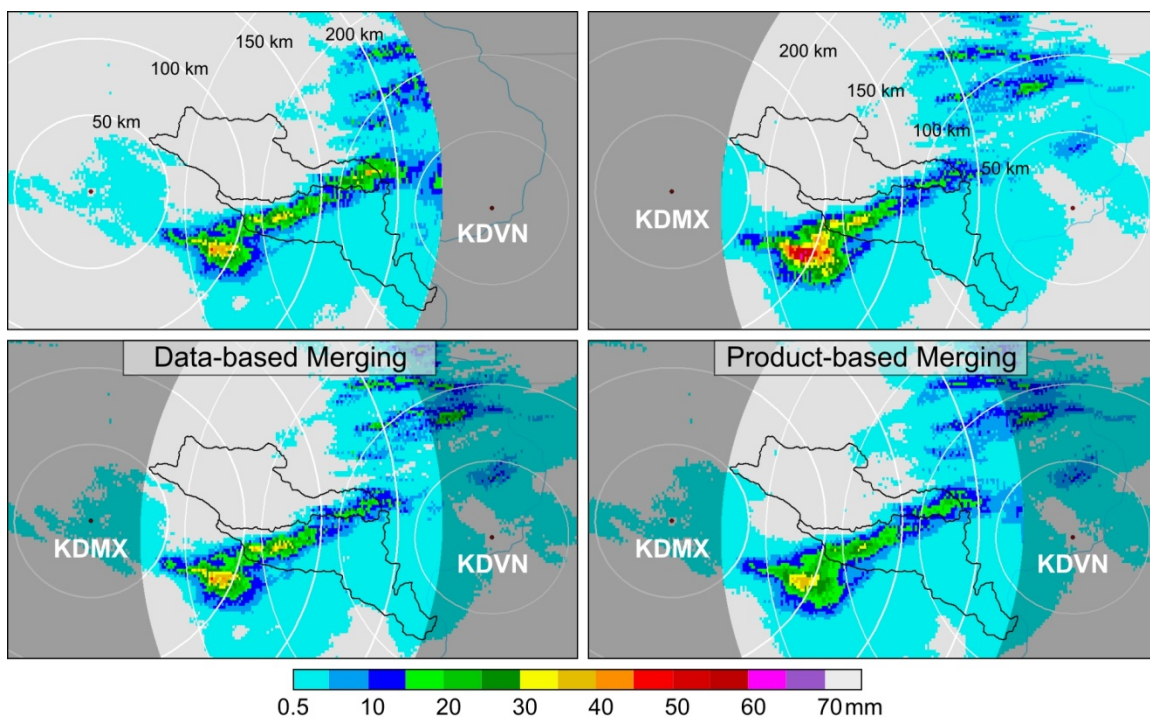 50 km
100 km
150 km
200 km
KDVN
200 km
150 km
100 km
50 km
KDMX
Data-based Merging
KDMX
KDVN
Product-based Merging
KDMX
KDVN
0.5 10 20 30 40 50 60 70 mm